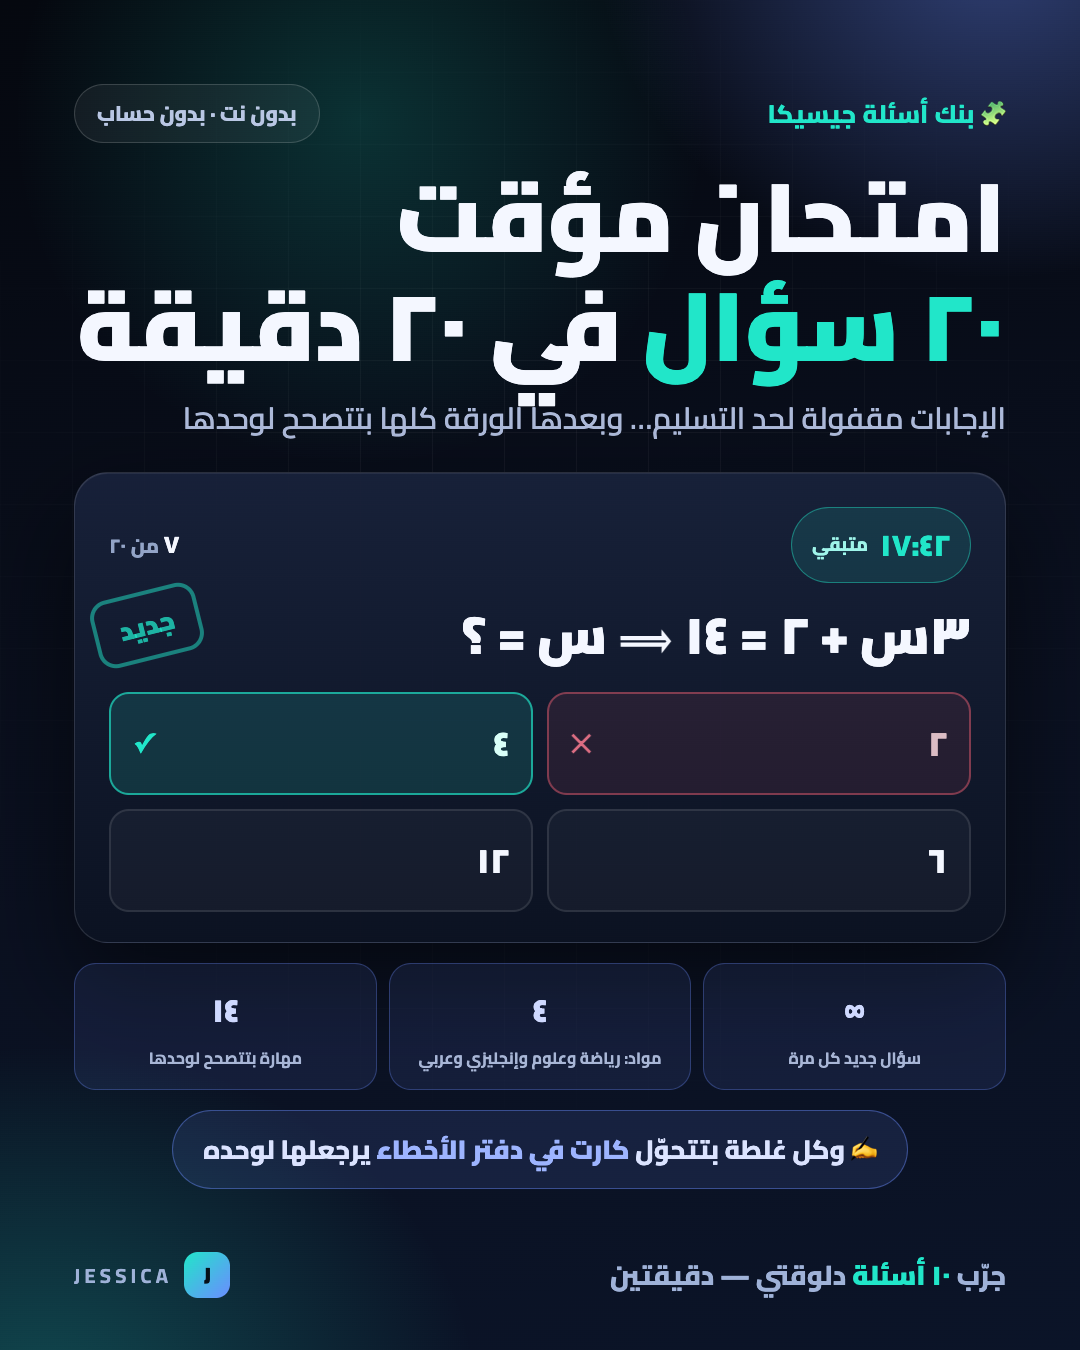 🧩 بنك أسئلة جيسيكا
بدون نت · بدون حساب
امتحان مؤقت
٢٠ سؤال في ٢٠ دقيقة
الإجابات مقفولة لحد التسليم... وبعدها الورقة كلها بتتصحح لوحدها
١٧:٤٢ متبقي
٧ من ٢٠
جديد
٣س + ٢ = ١٤ ⟹ س = ؟
٢ ✕
٤ ✓
٦
١٢
∞
سؤال جديد كل مرة
٤
مواد: رياضة وعلوم وإنجليزي وعربي
١٤
مهارة بتتصحح لوحدها
✍️ وكل غلطة بتتحوّل كارت في دفتر الأخطاء يرجعلها لوحده
جرّب ١٠ أسئلة دلوقتي — دقيقتين
J JESSICA